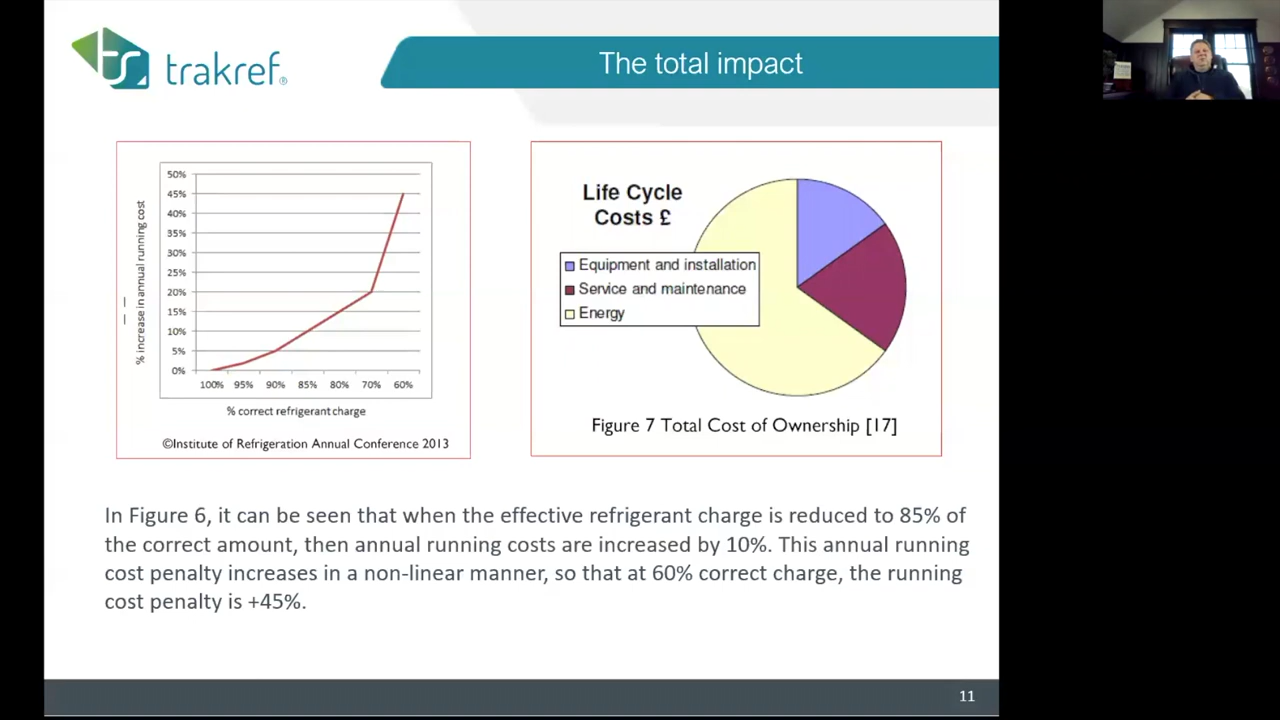 trakref®
The total impact
50%
45%
40%
35%
30%
25%
20%
15%
10%
5%
0%
% increase in annual running cost
100% 95% 90% 85% 80% 70% 60%
% correct refrigerant charge
©Institute of Refrigeration Annual Conference 2013
Life Cycle
Costs £
Equipment and installation
Service and maintenance
Energy
Figure 7 Total Cost of Ownership [17]
In Figure 6, it can be seen that when the effective refrigerant charge is reduced to 85% of
the correct amount, then annual running costs are increased by 10%. This annual running
cost penalty increases in a non-linear manner, so that at 60% correct charge, the running
cost penalty is +45%.
11